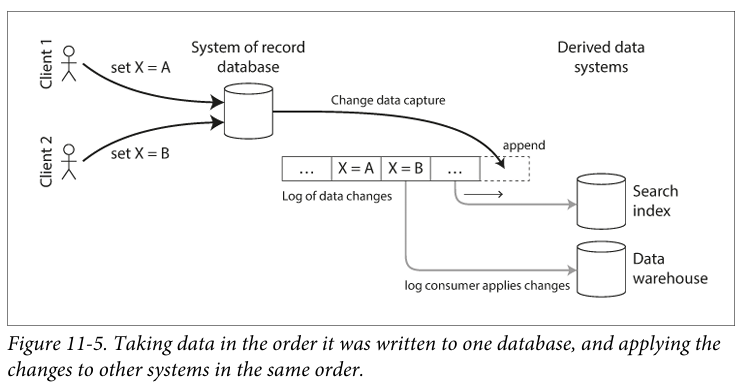 Client 1
set X = A
System of record
database
Derived data
systems
Change data capture
Client 2
set X = B
append
... X = A X = B ...
Log of data changes
Search
index
Data
warehouse
log consumer applies changes
Figure 11-5. Taking data in the order it was written to one database, and applying the
changes to other systems in the same order.